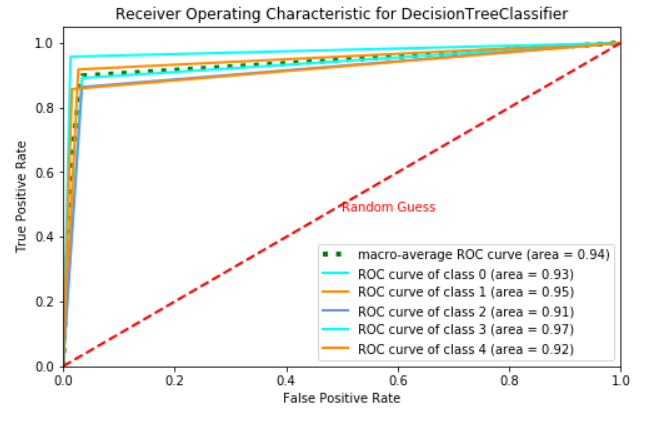 Receiver Operating Characteristic for DecisionTreeClassifier
1.0
0.8
0.6
0.4
0.2
0.0
True Positive Rate
Random Guess
macro-average ROC curve (area = 0.94)
ROC curve of class 0 (area = 0.93)
ROC curve of class 1 (area = 0.95)
ROC curve of class 2 (area = 0.91)
ROC curve of class 3 (area = 0.97)
ROC curve of class 4 (area = 0.92)
0.0 0.2 0.4 0.6 0.8 1.0
False Positive Rate